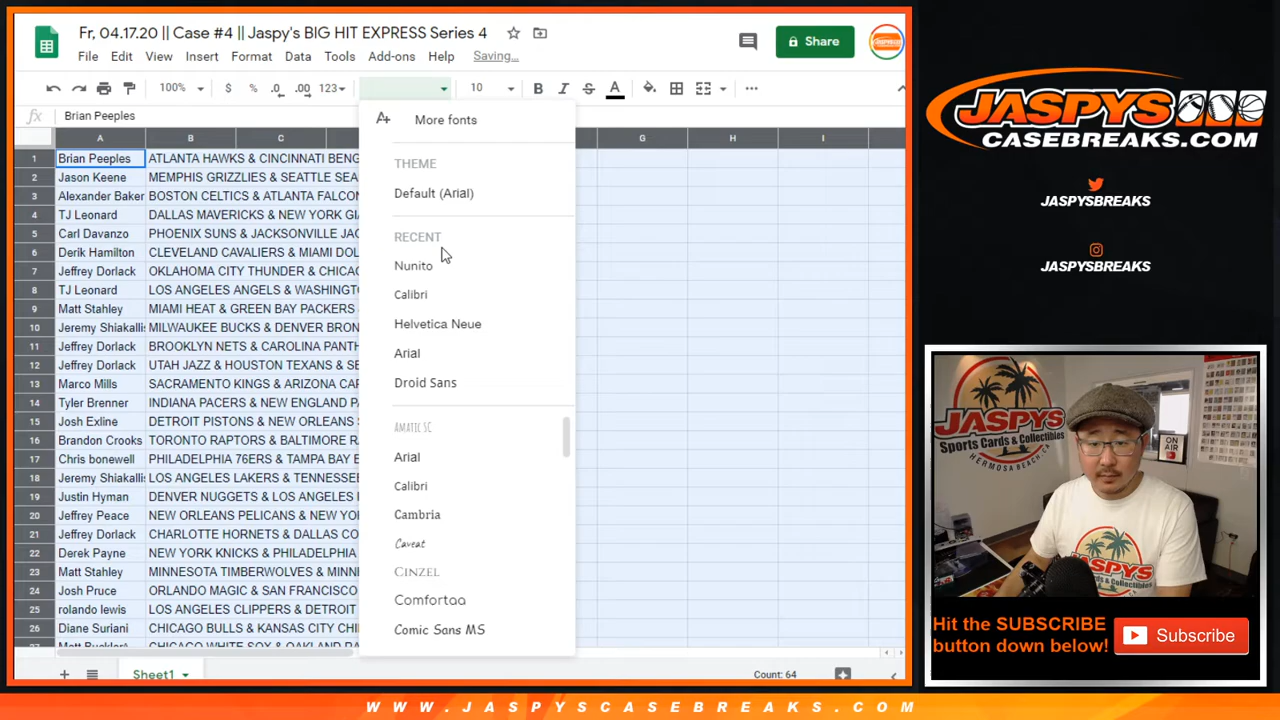 Fr, 04.17.20 || Case #4 || Jaspy's BIG HIT EXPRESS Series 4
File Edit View Insert Format Data Tools Add-ons Help Saving...
Share
100% $ % .0 .00 123 10 B I S A
fx Brian Peeples
A B C G H I
1 Brian Peeples ATLANTA HAWKS & CINCINNATI BENG
2 Jason Keene MEMPHIS GRIZZLIES & SEATTLE SEA
3 Alexander Baker BOSTON CELTICS & ATLANTA FALCON
4 TJ Leonard DALLAS MAVERICKS & NEW YORK GI
5 Carl Davanzo PHOENIX SUNS & JACKSONVILLE JA
6 Derik Hamilton CLEVELAND CAVALIERS & MIAMI DOL
7 Jeffrey Dorlack OKLAHOMA CITY THUNDER & CHICAG
8 TJ Leonard LOS ANGELES ANGELS & WASHINGT
9 Matt Stahley MIAMI HEAT & GREEN BAY PACKERS
10 Jeremy Shiakallis MILWAUKEE BUCKS & DENVER BRON
11 Jeffrey Dorlack BROOKLYN NETS & CAROLINA PANTH
12 Jeffrey Dorlack UTAH JAZZ & HOUSTON TEXANS & SE
13 Marco Mills SACRAMENTO KINGS & ARIZONA CAR
14 Tyler Brenner INDIANA PACERS & NEW ENGLAND P
15 Josh Exline DETROIT PISTONS & NEW ORLEANS
16 Brandon Crooks TORONTO RAPTORS & BALTIMORE RA
17 Chris bonewell PHILADELPHIA 76ERS & TAMPA BAY
18 Jeremy Shiakallis LOS ANGELES LAKERS & TENNESSE
19 Justin Hyman DENVER NUGGETS & LOS ANGELES
20 Jeffrey Peace NEW ORLEANS PELICANS & NEW YO
21 Jeffrey Dorlack CHARLOTTE HORNETS & DALLAS CO
22 Derek Payne NEW YORK KNICKS & PHILADELPHIA
23 Matt Stahley MINNESOTA TIMBERWOLVES & MINN
24 Josh Pruce ORLANDO MAGIC & SAN FRANCISCO
25 rolando lewis LOS ANGELES CLIPPERS & DETROIT
26 Diane Suriani CHICAGO BULLS & KANSAS CITY CHI
More fonts
THEME
Default (Arial)
RECENT
Nunito
Calibri
Helvetica Neue
Arial
Droid Sans
AMATIC SC
Arial
Calibri
Cambria
Caveat
CINZEL
Comfortaa
Comic Sans MS
Sheet1
Count: 64
JASPYS
CASEBREAKS.COM
JASPYSBREAKS
JASPYSBREAKS
JASPYS
Sports Cards & Collectibles
HERMOSA BEACH, CA
ON AIR
JASPYS
Hit the SUBSCRIBE
button down below!
Subscribe
WWW.JASPYSCASEBREAKS.COM